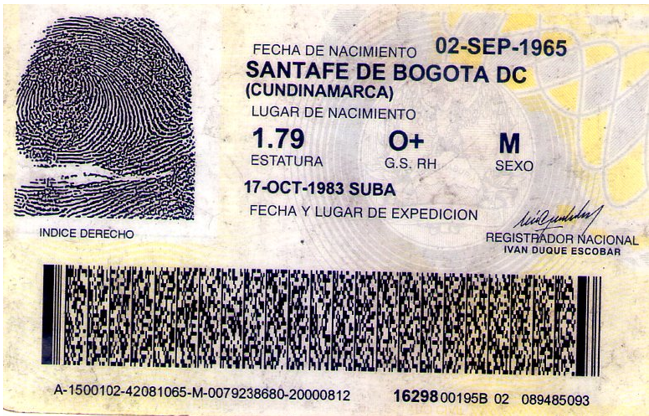 FECHA DE NACIMIENTO 02-SEP-1965
SANTAFE DE BOGOTA DC
(CUNDINAMARCA)
LUGAR DE NACIMIENTO
1.79 O+ M
ESTATURA G.S. RH SEXO
17-OCT-1983 SUBA
FECHA Y LUGAR DE EXPEDICION
INDICE DERECHO
REGISTRADOR NACIONAL
IVAN DUQUE ESCOBAR
A-1500102-42081065-M-0079238680-20000812 16298 00195B 02 089485093